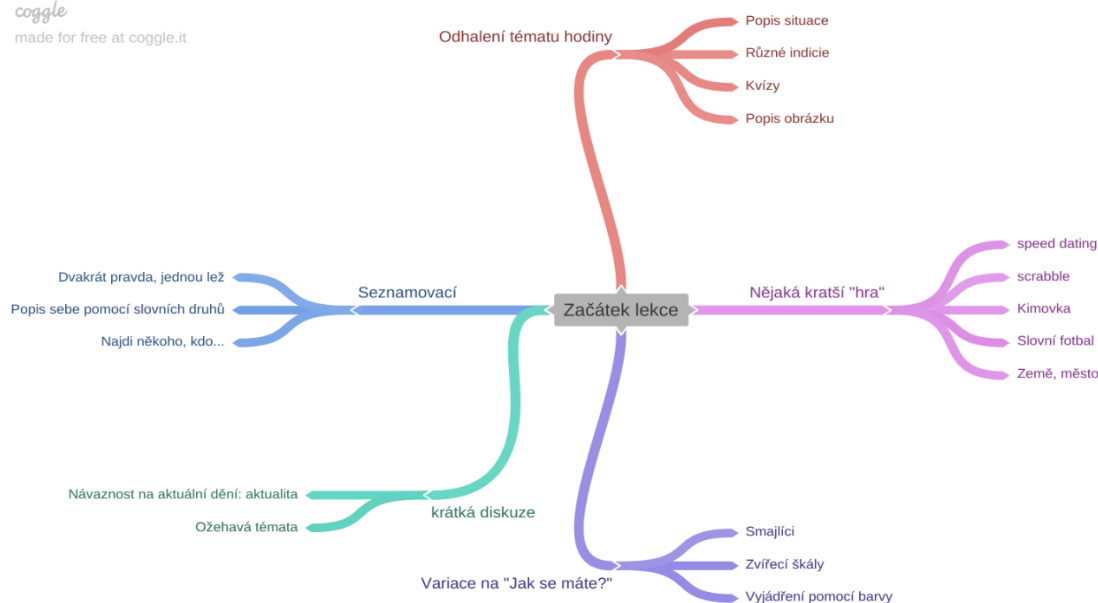 coggle
made for free at coggle.it
Odhalení tématu hodiny
Popis situace
Různé indicie
Kvízy
Popis obrázku
Začátek lekce
Nějaká kratší "hra"
speed dating
scrabble
Kimovka
Slovní fotbal
Země, město
Seznamovací
Dvakrát pravda, jednou lež
Popis sebe pomocí slovních druhů
Najdi někoho, kdo...
krátká diskuze
Návaznost na aktuální dění: aktualita
Ožehavá témata
Variace na "Jak se máte?"
Smajlíci
Zvířecí škály
Vyjádření pomocí barvy